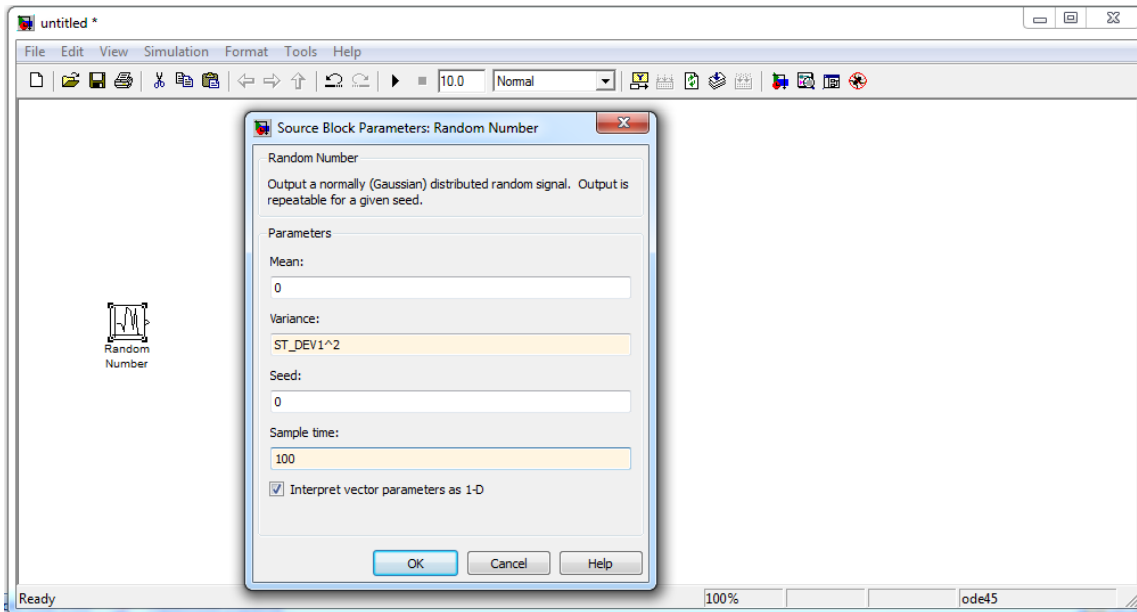 untitled *
File Edit View Simulation Format Tools Help
10.0 Normal
Source Block Parameters: Random Number
Random Number
Output a normally (Gaussian) distributed random signal. Output is
repeatable for a given seed.
Parameters
Mean:
0
Variance:
ST_DEV1^2
Seed:
0
Sample time:
100
Interpret vector parameters as 1-D
OK Cancel Help
Random
Number
Ready 100% ode45